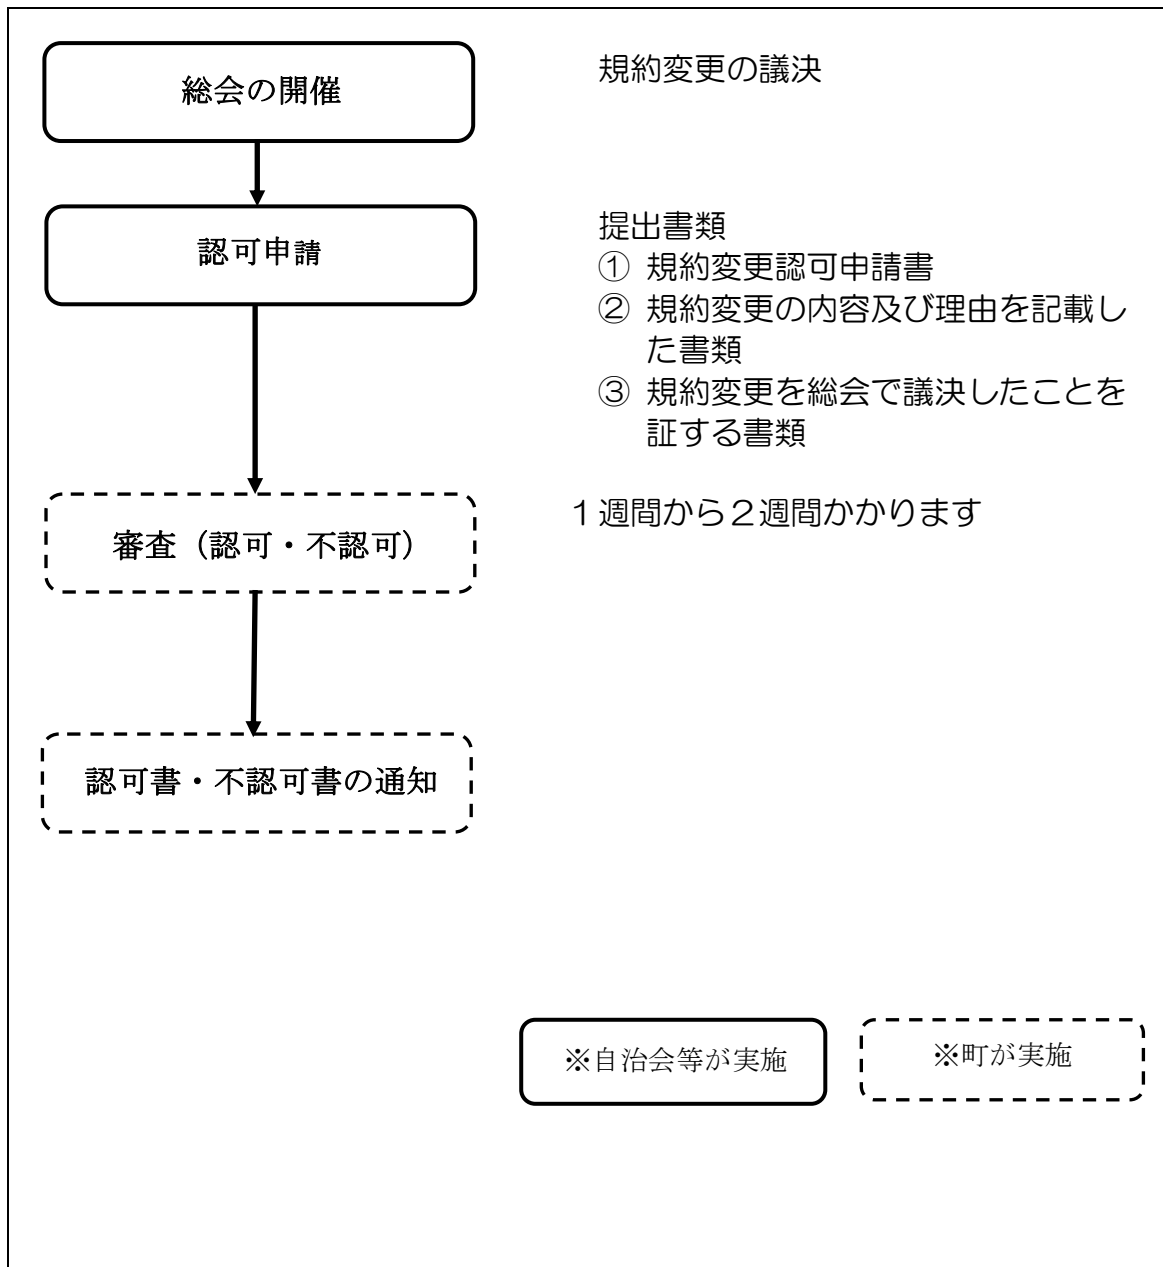 総会の開催
規約変更の議決
認可申請
提出書類
① 規約変更認可申請書
② 規約変更の内容及び理由を記載し
た書類
③ 規約変更を総会で議決したことを
証する書類
審査（認可・不認可）
１週間から２週間かかります
認可書・不認可書の通知
※自治会等が実施
※町が実施